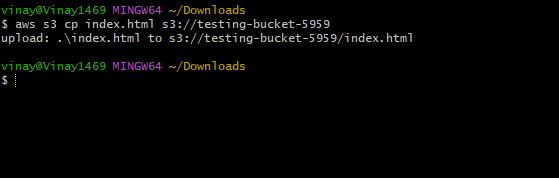 vinay@Vinay1469 MINGW64 ~/Downloads
$ aws s3 cp index.html s3://testing-bucket-5959
upload: .\index.html to s3://testing-bucket-5959/index.html
vinay@Vinay1469 MINGW64 ~/Downloads
$